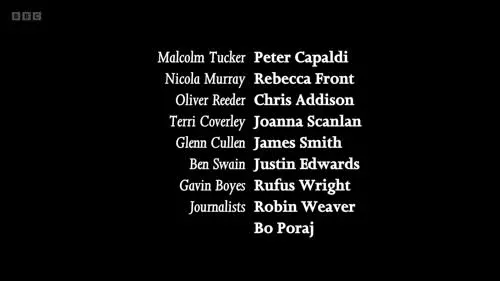 BBC
Malcolm Tucker Peter Capaldi
Nicola Murray Rebecca Front
Oliver Reeder Chris Addison
Terri Coverley Joanna Scanlan
Glenn Cullen James Smith
Ben Swain Justin Edwards
Gavin Boyes Rufus Wright
Journalists Robin Weaver
Bo Poraj